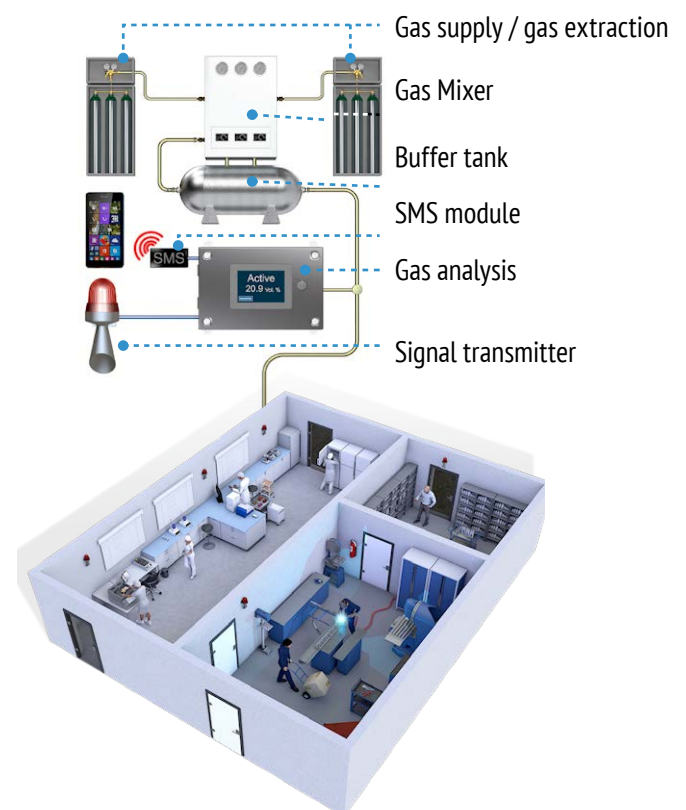 Gas supply / gas extraction
Gas Mixer
Buffer tank
SMS module
SMS
Gas analysis
Active
20.9 Vol. %
Signal transmitter